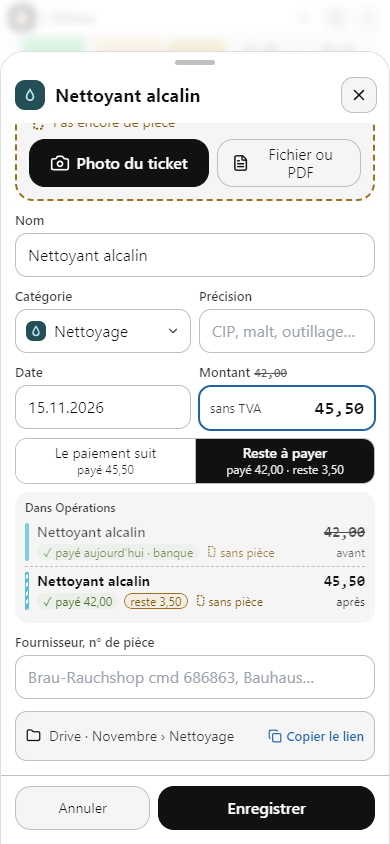 Nettoyant alcalin
Pas encore de pièce
Photo du ticket
Fichier ou
PDF
Nom
Nettoyant alcalin
Catégorie
Précision
Nettoyage
CIP, malt, outillage...
Date
Montant 42,00
15.11.2026
sans TVA
45,50
Le paiement suit
payé 45,50
Reste à payer
payé 42,00 · reste 3,50
Dans Opérations
Nettoyant alcalin
42,00
✓ payé aujourd'hui · banque
sans pièce
avant
Nettoyant alcalin
45,50
✓ payé 42,00
reste 3,50
sans pièce
après
Fournisseur, n° de pièce
Brau-Rauchshop cmd 686863, Bauhaus...
Drive · Novembre › Nettoyage
Copier le lien
Annuler
Enregistrer